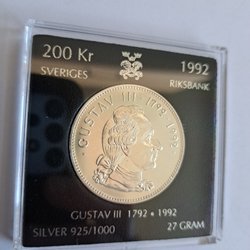 200 Kr 1992
SVERIGES RIKSBANK
GUSTAV III · 1792-1992
GUSTAV III 1792 • 1992
SILVER 925/1000 27 GRAM